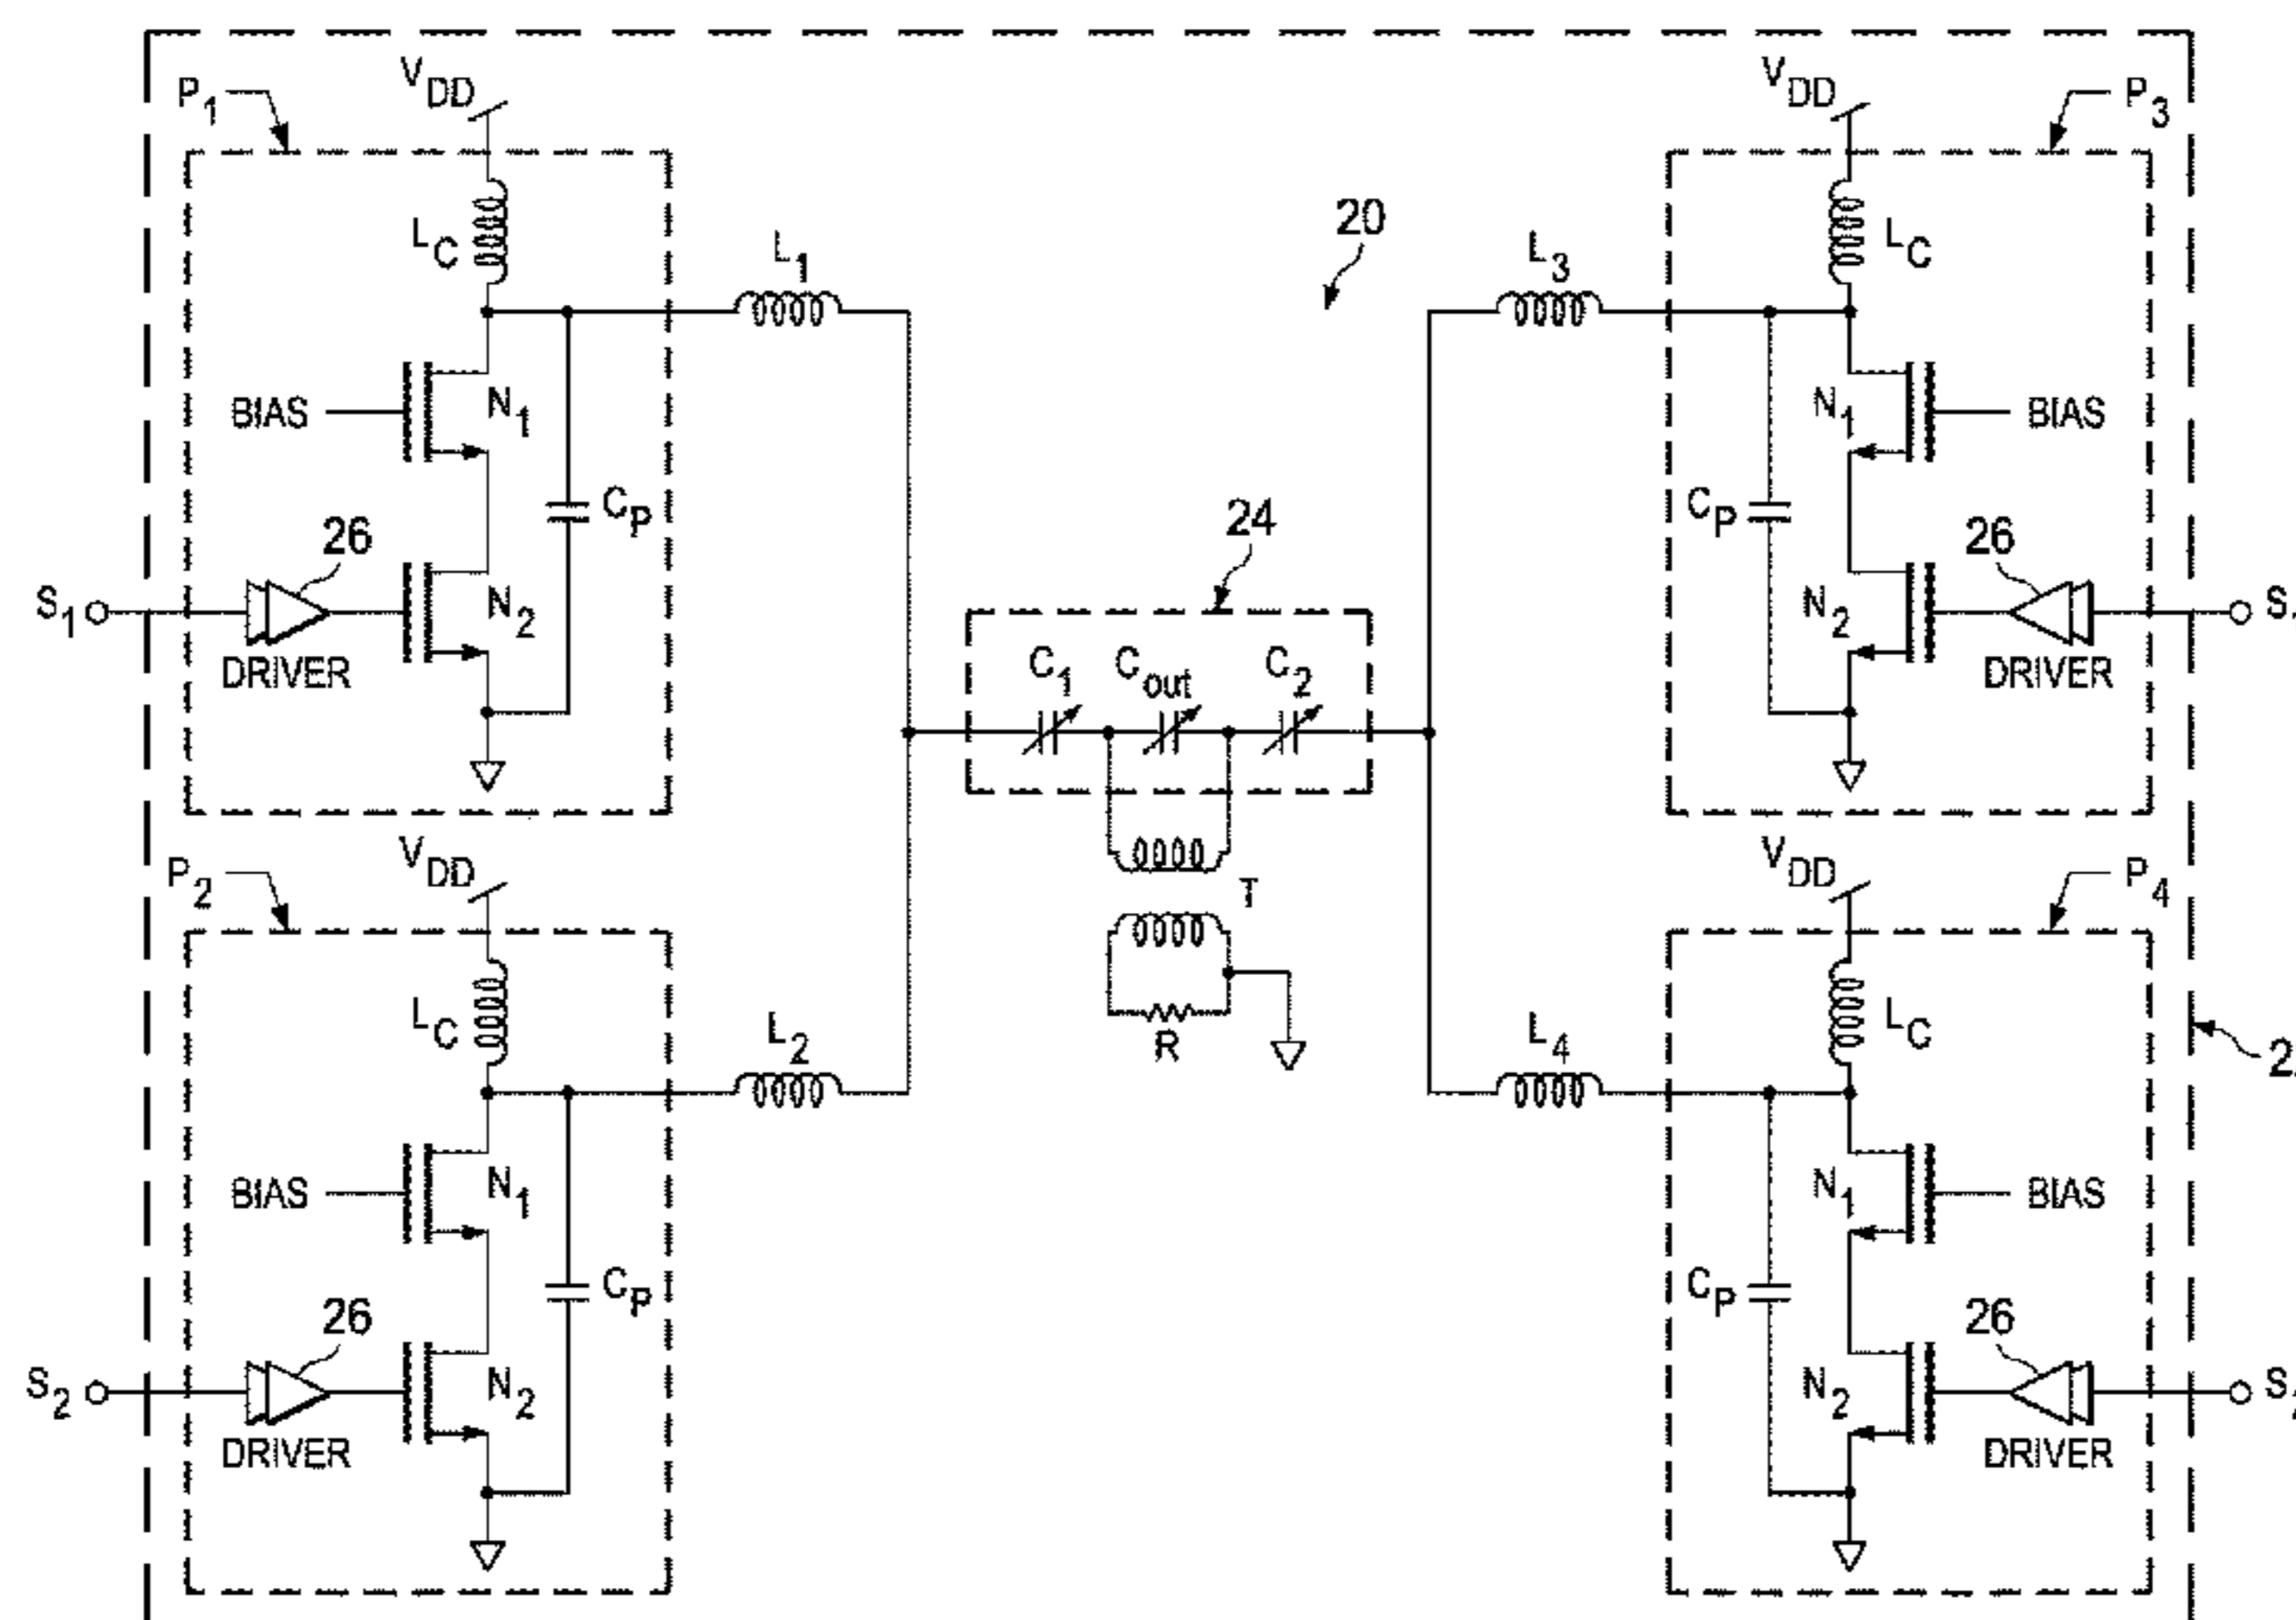 P1
VDD
LC
L1
BIAS
N1
CP
26
S1
DRIVER
N2
20
VDD
P3
L3
LC
N1
BIAS
CP
26
N2
DRIVER
24
C1
Cout
C2
T
R
P2
VDD
LC
L2
BIAS
N1
CP
26
S2
DRIVER
N2
VDD
P4
L4
LC
N1
BIAS
CP
26
N2
DRIVER